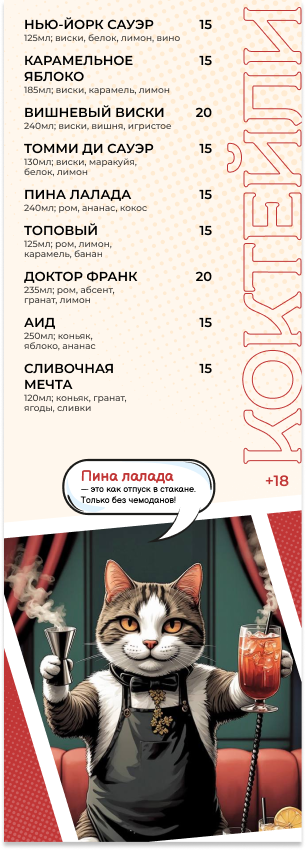 НЬЮ-ЙОРК САУЭР 15
125мл; виски, белок, лимон, вино
КАРАМЕЛЬНОЕ 15
ЯБЛОКО
185мл; виски, карамель, лимон
ВИШНЕВЫЙ ВИСКИ 20
240мл; виски, вишня, игристое
ТОММИ ДИ САУЭР 15
130мл; виски, маракуйя,
белок, лимон
ПИНА ЛАЛАДА 15
240мл; ром, ананас, кокос
ТОПОВЫЙ 15
125мл; ром, лимон,
карамель, банан
ДОКТОР ФРАНК 20
235мл; ром, абсент,
гранат, лимон
АИД 15
250мл; коньяк,
яблоко, ананас
СЛИВОЧНАЯ 15
МЕЧТА
120мл; коньяк, гранат,
ягоды, сливки
КОКТЕЙЛИ
+18
Пина лалада
— это как отпуск в стакане.
Только без чемоданов!